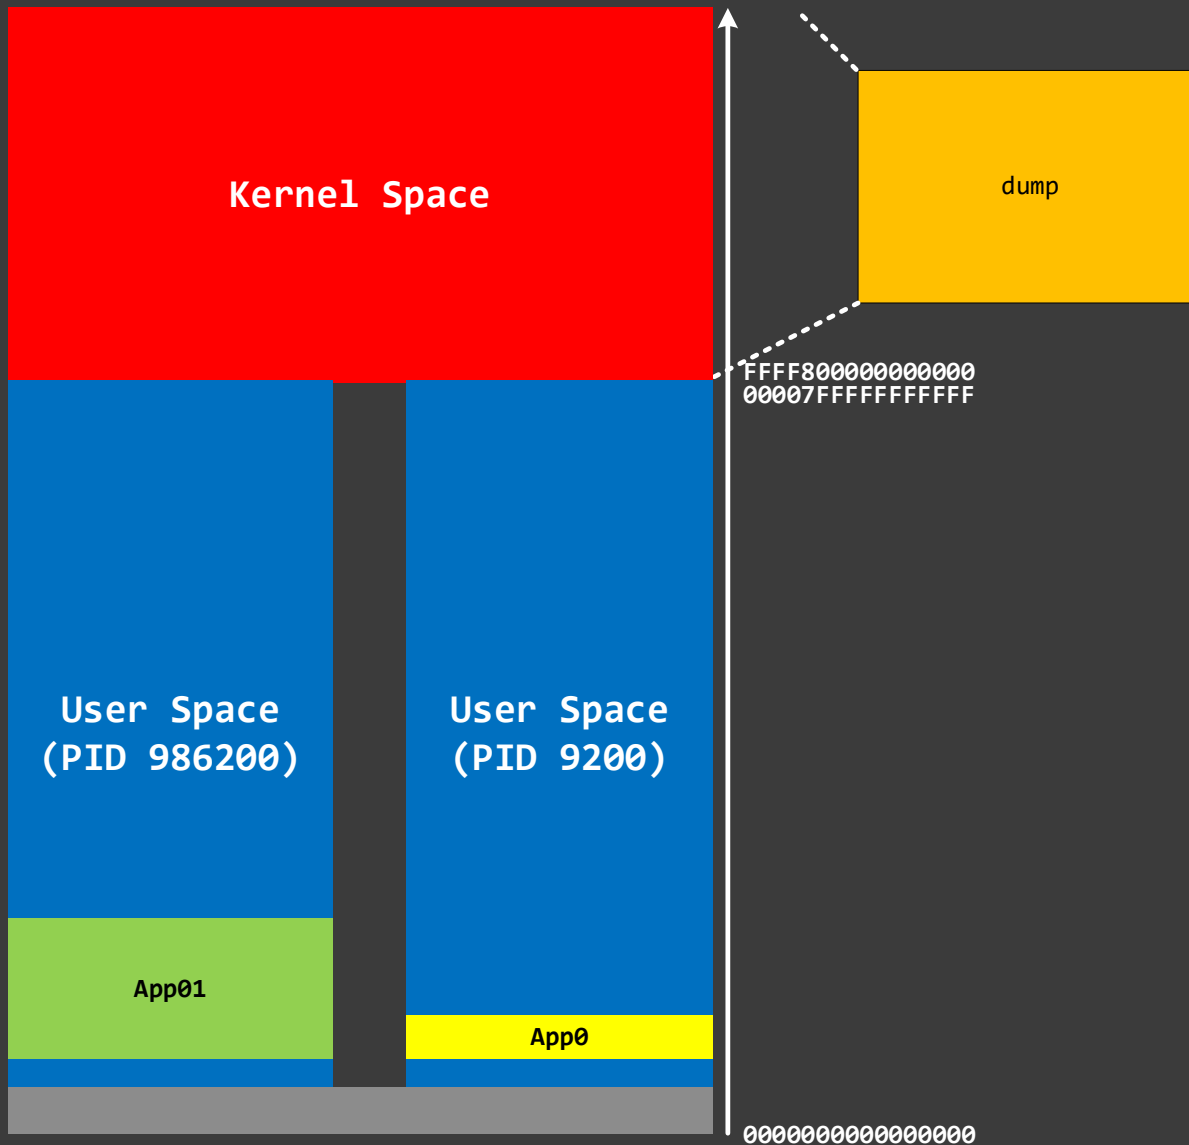 Kernel Space
dump
FFFF800000000000
00007FFFFFFFFFFF
User Space
(PID 986200)
User Space
(PID 9200)
App01
App0
0000000000000000